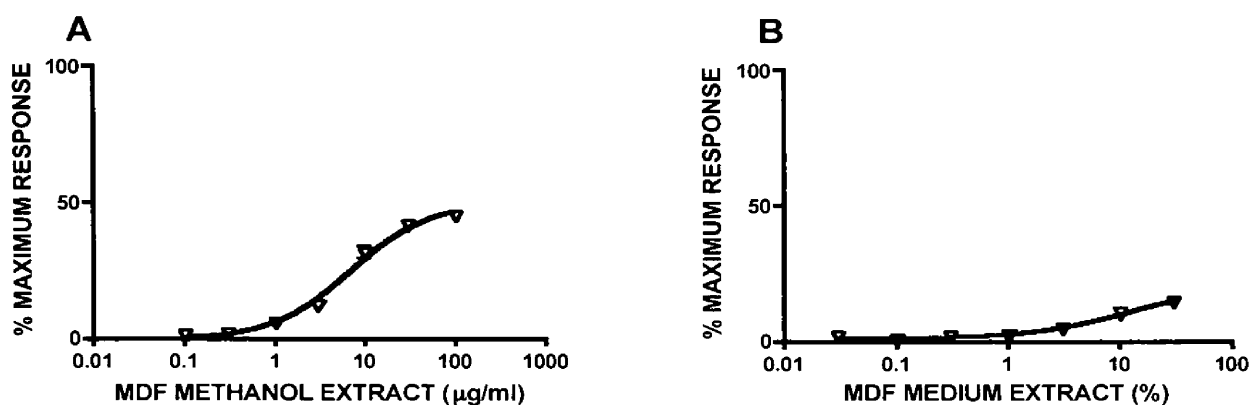 A
% MAXIMUM RESPONSE
100
50
0
0.01 0.1 1 10 100 1000
MDF METHANOL EXTRACT (µg/ml)
B
% MAXIMUM RESPONSE
100
50
0
0.01 0.1 1 10 100
MDF MEDIUM EXTRACT (%)